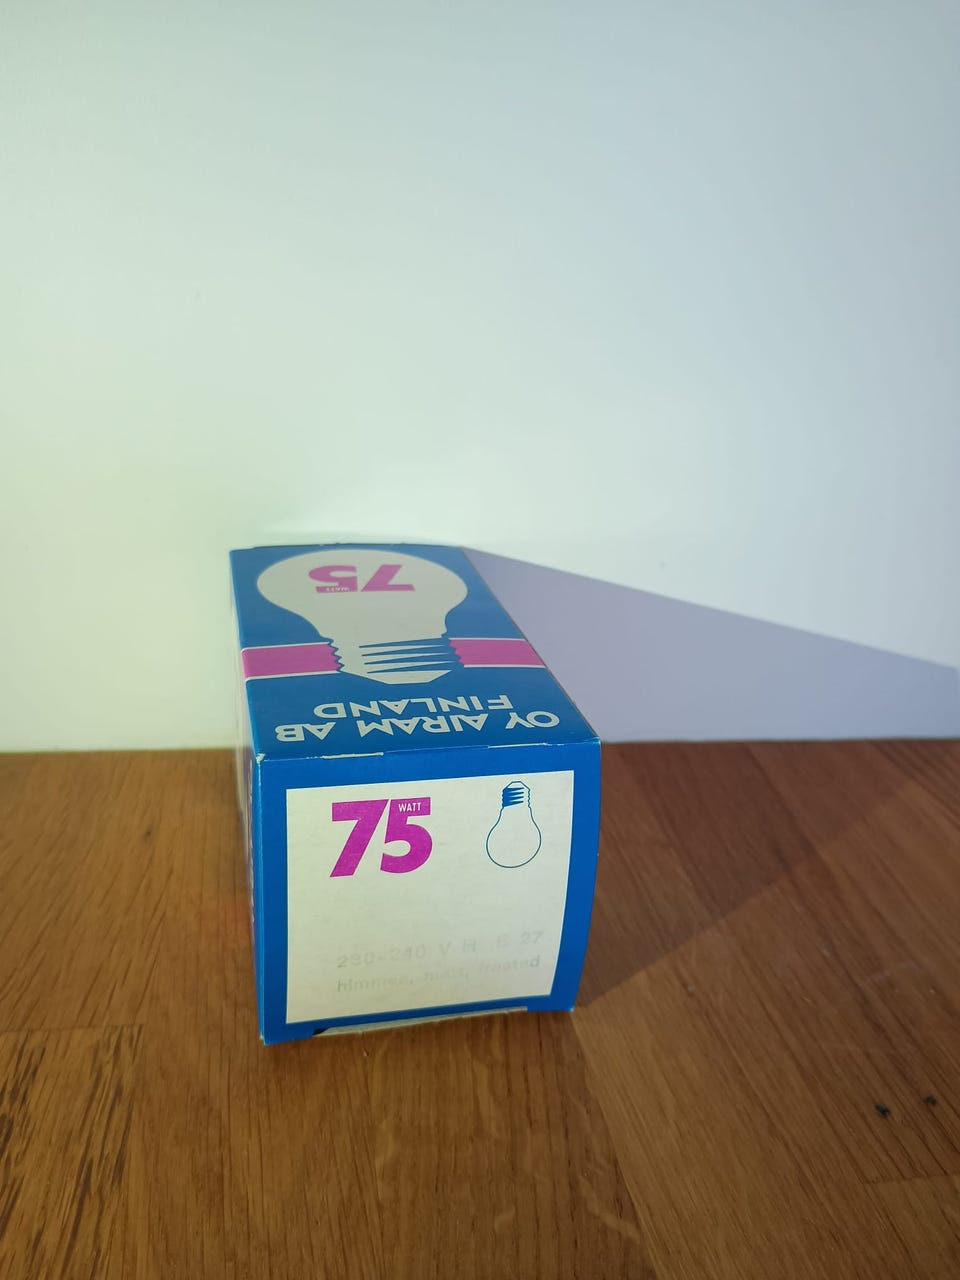 75
WATT
OY AIRAM AB
FINLAND
75 WATT
230-240 V H E 27
himmeä, matt, frosted